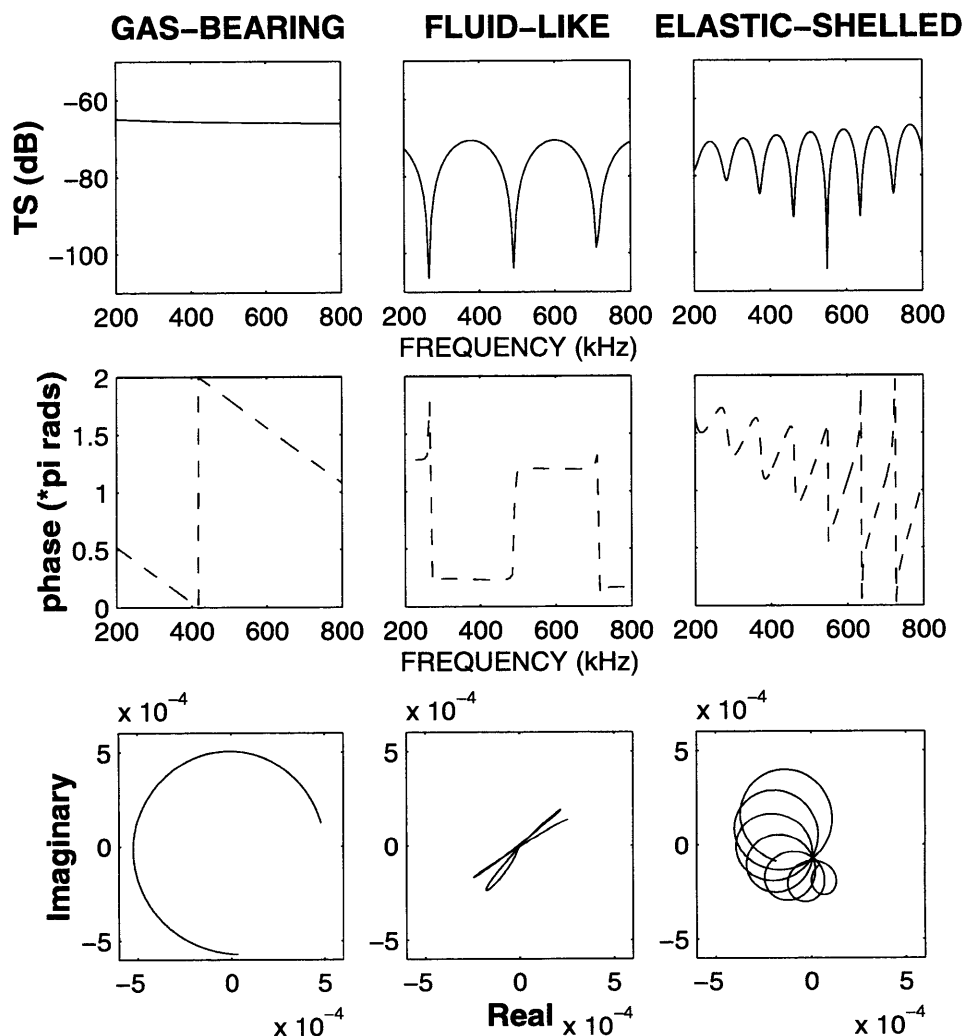 GAS–BEARING FLUID–LIKE ELASTIC–SHELLED
TS (dB)
−60
−80
−100
200 400 600 800 200 400 600 800 200 400 600 800
FREQUENCY (kHz)
phase (*pi rads)
2
1.5
1
0.5
0
200 400 600 800 200 400 600 800 200 400 600 800
FREQUENCY (kHz)
x 10⁻⁴ x 10⁻⁴ x 10⁻⁴
Imaginary
5 5 5
0 0 0
−5 −5 −5
−5 0 5 −5 0 5 −5 0 5
x 10⁻⁴ Real x 10⁻⁴ x 10⁻⁴